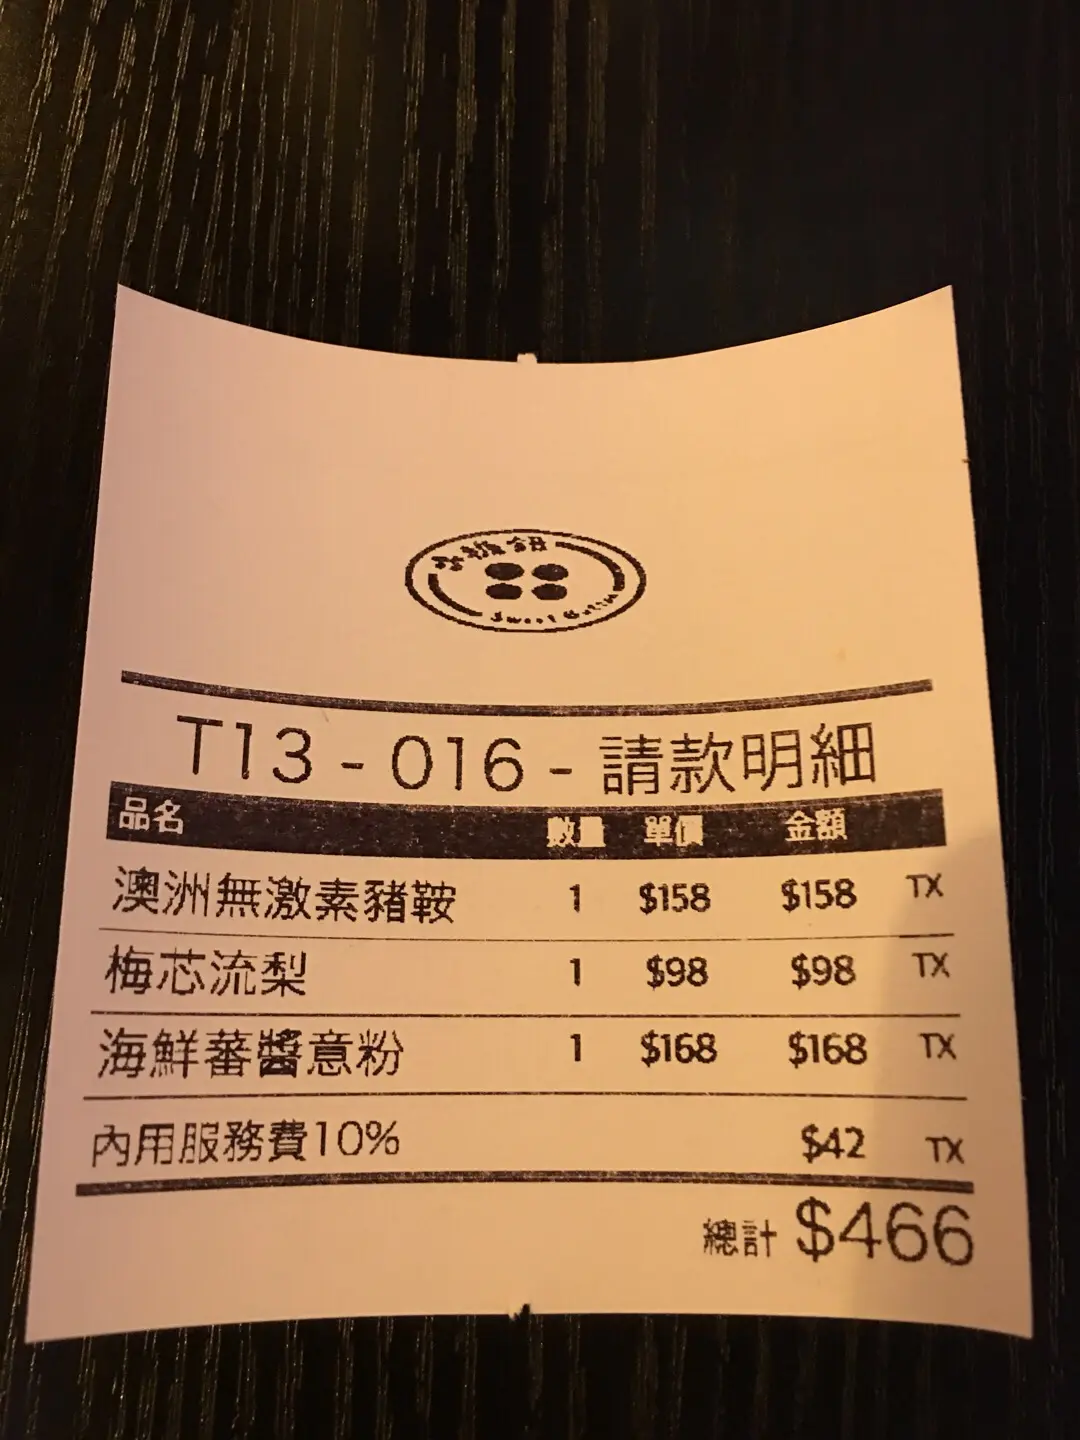 T13 - 016 - 請款明細
品名 數量 單價 金額
澳洲無激素豬鞍 1 $158 $158 TX
梅芯流梨 1 $98 $98 TX
海鮮蕃醬意粉 1 $168 $168 TX
內用服務費10% $42 TX
總計 $466